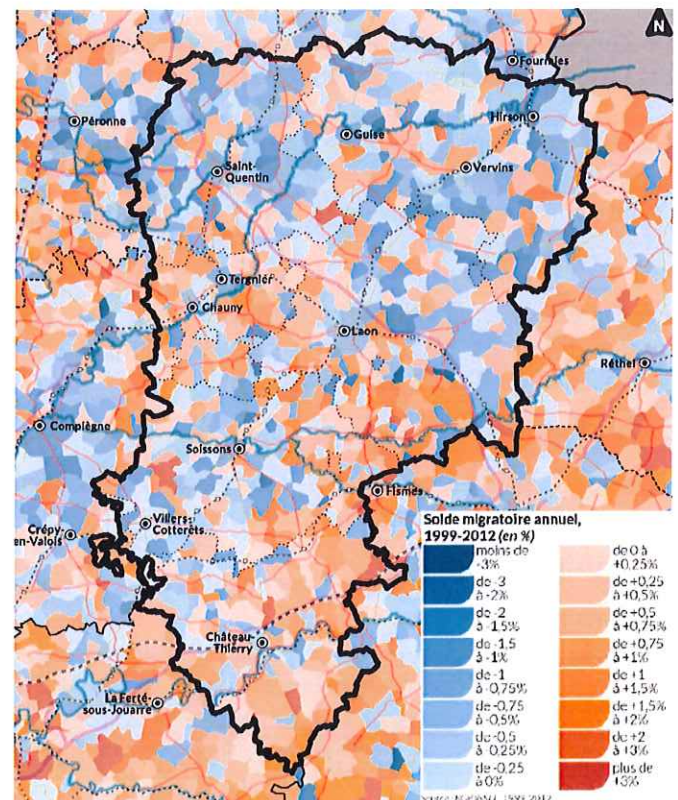 N
Fourmies
Péronne
Hirson
Guise
Saint-
Quentin
Vervins
Tergnier
Chauny
Laon
Réthel
Compiègne
Soissons
Fismes
Villers-
Cotterêts
Crépy-
en-Valois
Château-
Thierry
La Ferté-
sous-Jouarre
Solde migratoire annuel,
1999-2012 (en %)
moins de
-3%
de -3
à -2%
de -2
à -1,5%
de -1,5
à -1%
de -1
à -0,75%
de -0,75
à -0,5%
de -0,5
à -0,25%
de -0,25
à 0%
de 0 à
+0,25%
de +0,25
à +0,5%
de +0,5
à +0,75%
de +0,75
à +1%
de +1
à +1,5%
de +1,5%
à +2%
de +2
à +3%
plus de
+3%